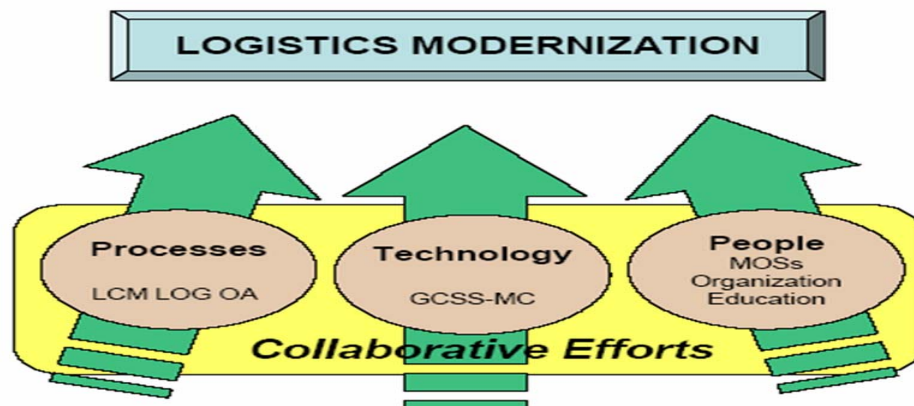 LOGISTICS MODERNIZATION
Processes
LCM LOG OA
Technology
GCSS-MC
People
MOSs
Organization
Education
Collaborative Efforts